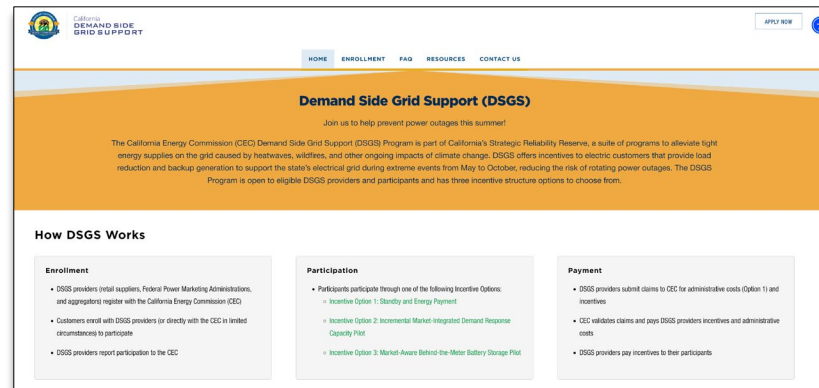 California
DEMAND SIDE
GRID SUPPORT
APPLY NOW
HOME ENROLLMENT FAQ RESOURCES CONTACT US
Demand Side Grid Support (DSGS)
Join us to help prevent power outages this summer!
The California Energy Commission (CEC) Demand Side Grid Support (DSGS) Program is part of California's Strategic Reliability Reserve, a suite of programs to alleviate tight
energy supplies on the grid caused by heatwaves, wildfires, and other ongoing impacts of climate change. DSGS offers incentives to electric customers that provide load
reduction and backup generation to support the state's electrical grid during extreme events from May to October, reducing the risk of rotating power outages. The DSGS
Program is open to eligible DSGS providers and participants and has three incentive structure options to choose from.
How DSGS Works
Enrollment
• DSGS providers (retail suppliers, Federal Power Marketing Administrations,
and aggregators) register with the California Energy Commission (CEC)
• Customers enroll with DSGS providers (or directly with the CEC in limited
circumstances) to participate
• DSGS providers report participation to the CEC
Participation
• Participants participate through one of the following Incentive Options:
○ Incentive Option 1: Standby and Energy Payment
○ Incentive Option 2: Incremental Market-Integrated Demand Response
Capacity Pilot
○ Incentive Option 3: Market-Aware Behind-the-Meter Battery Storage Pilot
Payment
• DSGS providers submit claims to CEC for administrative costs (Option 1) and
incentives
• CEC validates claims and pays DSGS providers incentives and administrative
costs
• DSGS providers pay incentives to their participants